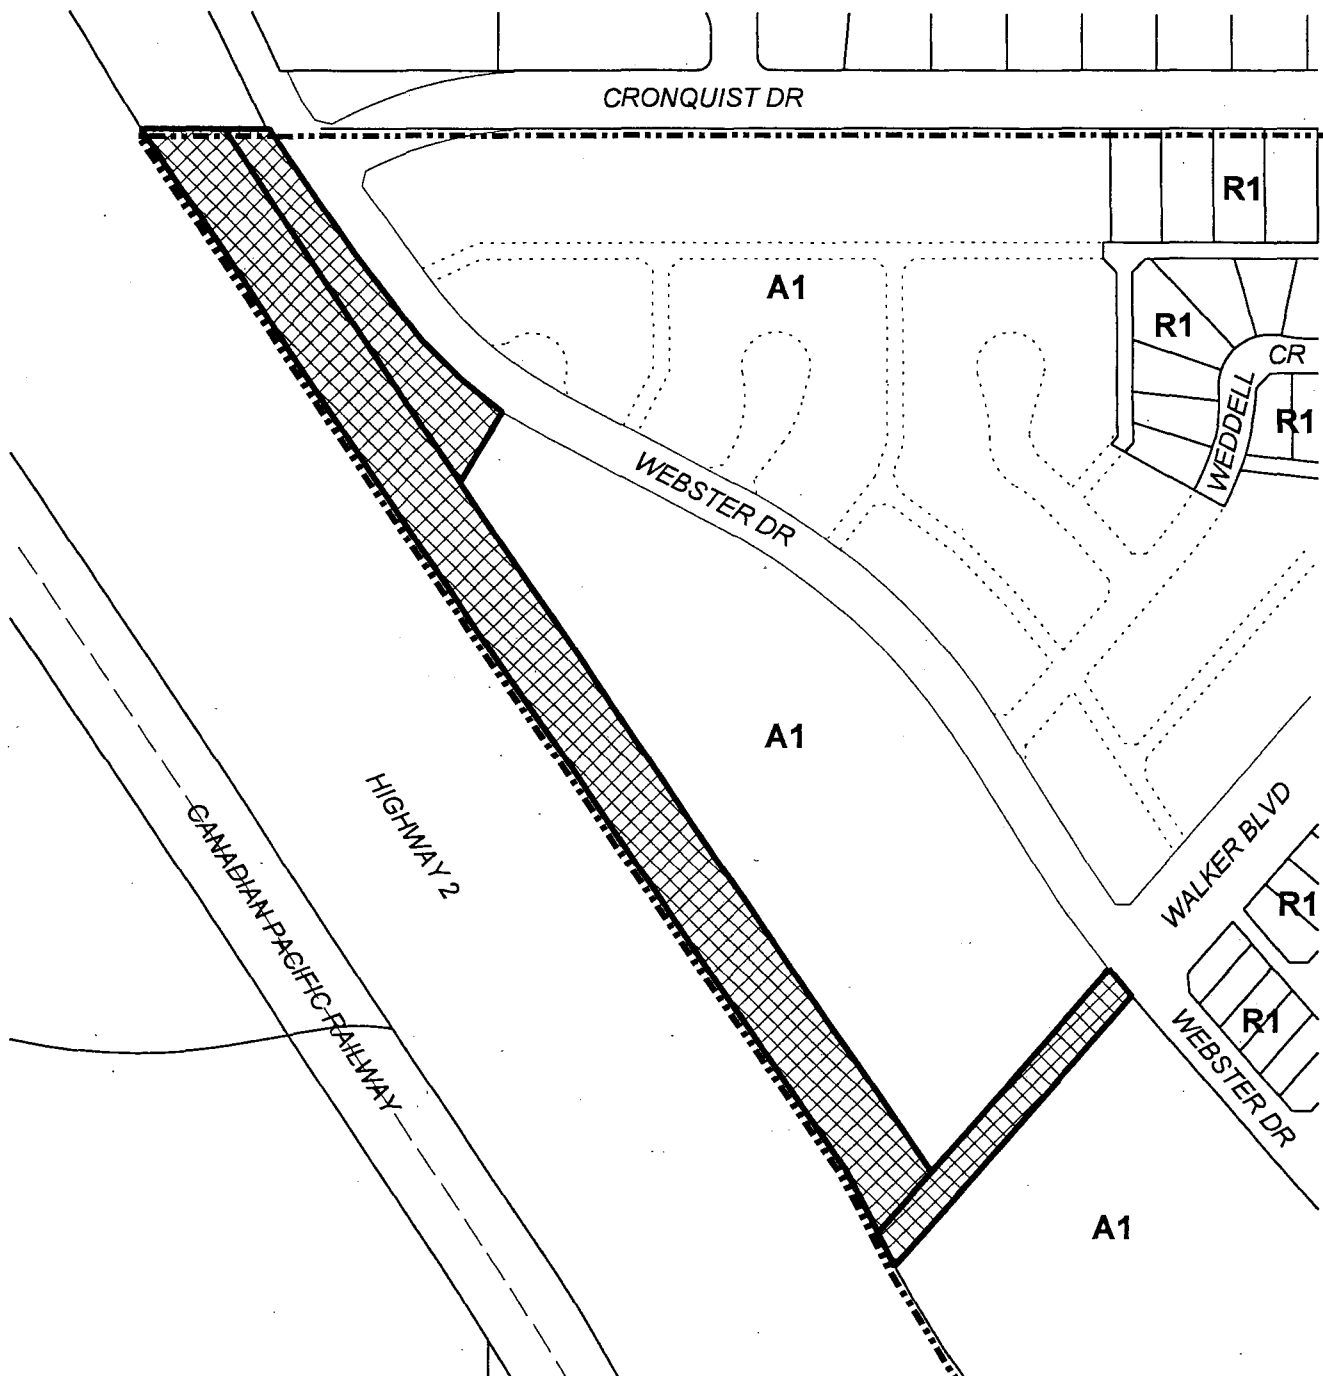 CRONQUIST DR
R1
A1
R1
CR
WEDDELL
R1
WEBSTER DR
A1
HIGHWAY 2
CANADIAN PACIFIC RAILWAY
WALKER BLVD
R1
R1
WEBSTER DR
A1